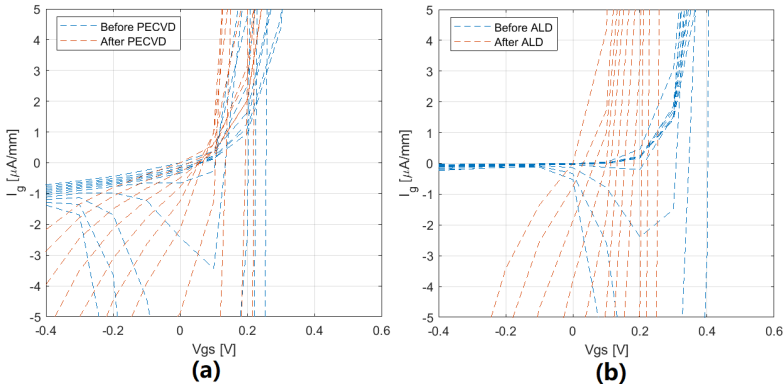 5
4
3
2
1
0
-1
-2
-3
-4
-5
I_g [μA/mm]
Before PECVD
After PECVD
-0.4 -0.2 0 0.2 0.4 0.6
Vgs [V]
(a)
5
4
3
2
1
0
-1
-2
-3
-4
-5
I_g [μA/mm]
Before ALD
After ALD
-0.4 -0.2 0 0.2 0.4 0.6
Vgs [V]
(b)